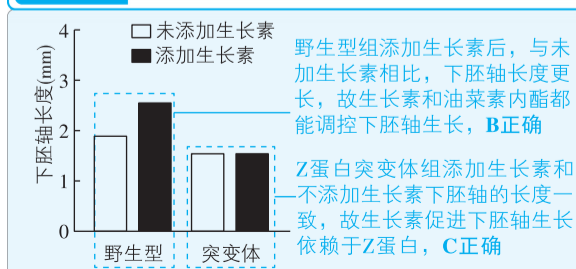 □未添加生长素
■添加生长素
下胚轴长度(mm)
4
3
2
1
0
野生型
突变体
野生型组添加生长素后，与未
加生长素相比，下胚轴长度更
长，故生长素和油菜素内酯都
能调控下胚轴生长，B正确
Z蛋白突变体组添加生长素和
不添加生长素下胚轴的长度一
致，故生长素促进下胚轴生长
依赖于Z蛋白，C正确